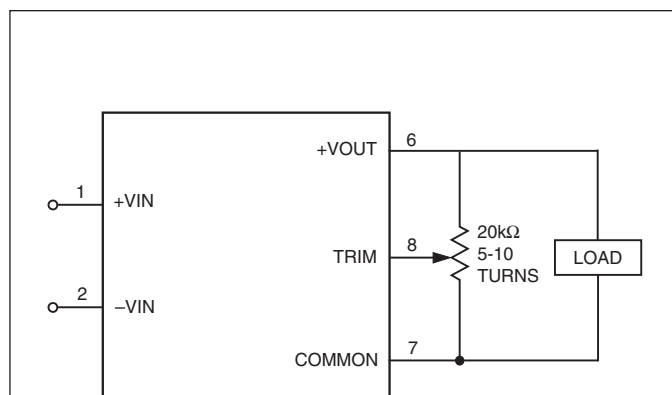 +VOUT
6
1
+VIN
TRIM
8
20kΩ
5-10
TURNS
LOAD
2
–VIN
COMMON
7